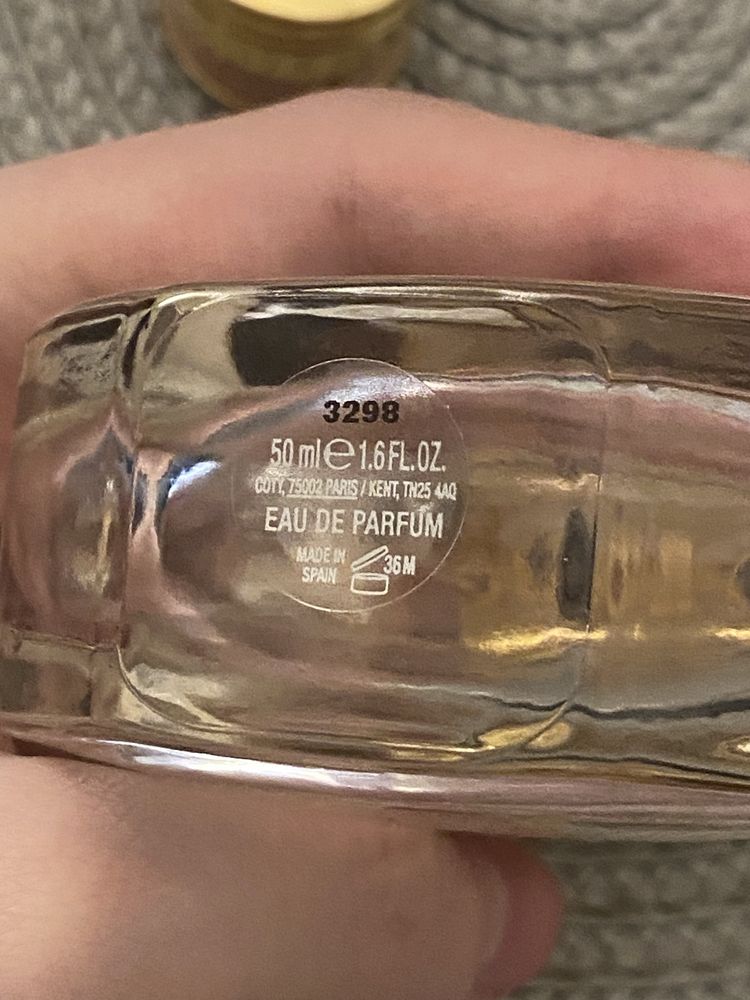 3298
50 ml ℮ 1.6 FL.OZ.
COTY, 75002 PARIS / KENT, TN25 4AQ
EAU DE PARFUM
MADE IN
SPAIN
36 M